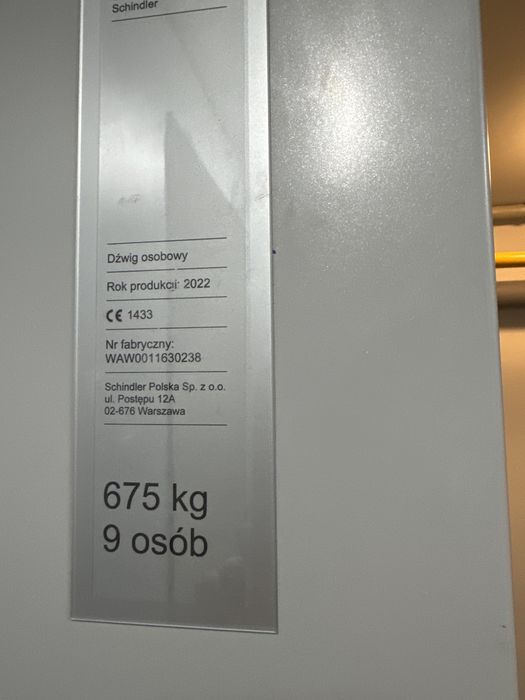 Schindler
Dźwig osobowy
Rok produkcji: 2022
CE 1433
Nr fabryczny:
WAW0011630238
Schindler Polska Sp. z o.o.
ul. Postępu 12A
02-676 Warszawa
675 kg
9 osób